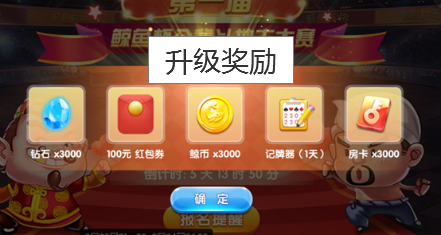 第一届
升级奖励
钻石 x3000
100元 红包券
鲸币 x3000
记牌器（1天）
房卡 x3000
倒计时: 5 天 13 时 50 分
确 定
报名提醒